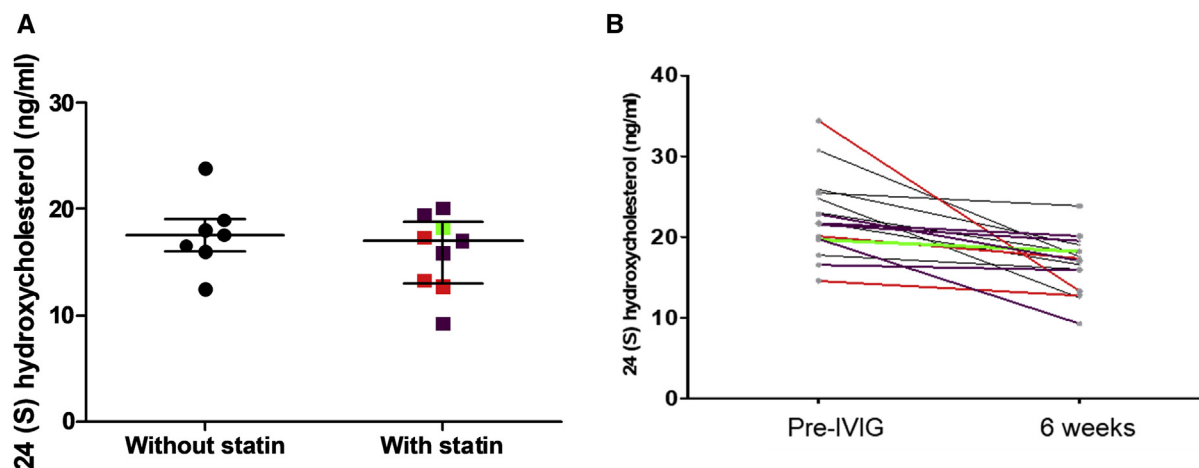 A
24 (S) hydroxycholesterol (ng/ml)
30
20
10
0
Without statin
With statin
B
24 (S) hydroxycholesterol (ng/ml)
40
30
20
10
0
Pre-IVIG
6 weeks